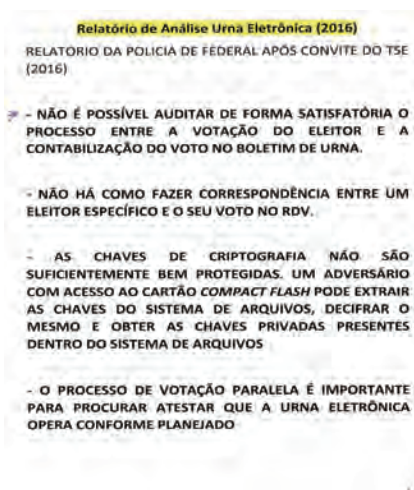 Relatório de Análise Urna Eletrônica (2016)
RELATÓRIO DA POLICIA DE FEDERAL APÓS CONVITE DO TSE
(2016)
- NÃO É POSSÍVEL AUDITAR DE FORMA SATISFATÓRIA O
PROCESSO ENTRE A VOTAÇÃO DO ELEITOR E A
CONTABILIZAÇÃO DO VOTO NO BOLETIM DE URNA.
- NÃO HÁ COMO FAZER CORRESPONDÊNCIA ENTRE UM
ELEITOR ESPECÍFICO E O SEU VOTO NO RDV.
- AS CHAVES DE CRIPTOGRAFIA NÃO SÃO
SUFICIENTEMENTE BEM PROTEGIDAS. UM ADVERSÁRIO
COM ACESSO AO CARTÃO COMPACT FLASH PODE EXTRAIR
AS CHAVES DO SISTEMA DE ARQUIVOS, DECIFRAR O
MESMO E OBTER AS CHAVES PRIVADAS PRESENTES
DENTRO DO SISTEMA DE ARQUIVOS
- O PROCESSO DE VOTAÇÃO PARALELA É IMPORTANTE
PARA PROCURAR ATESTAR QUE A URNA ELETRÔNICA
OPERA CONFORME PLANEJADO